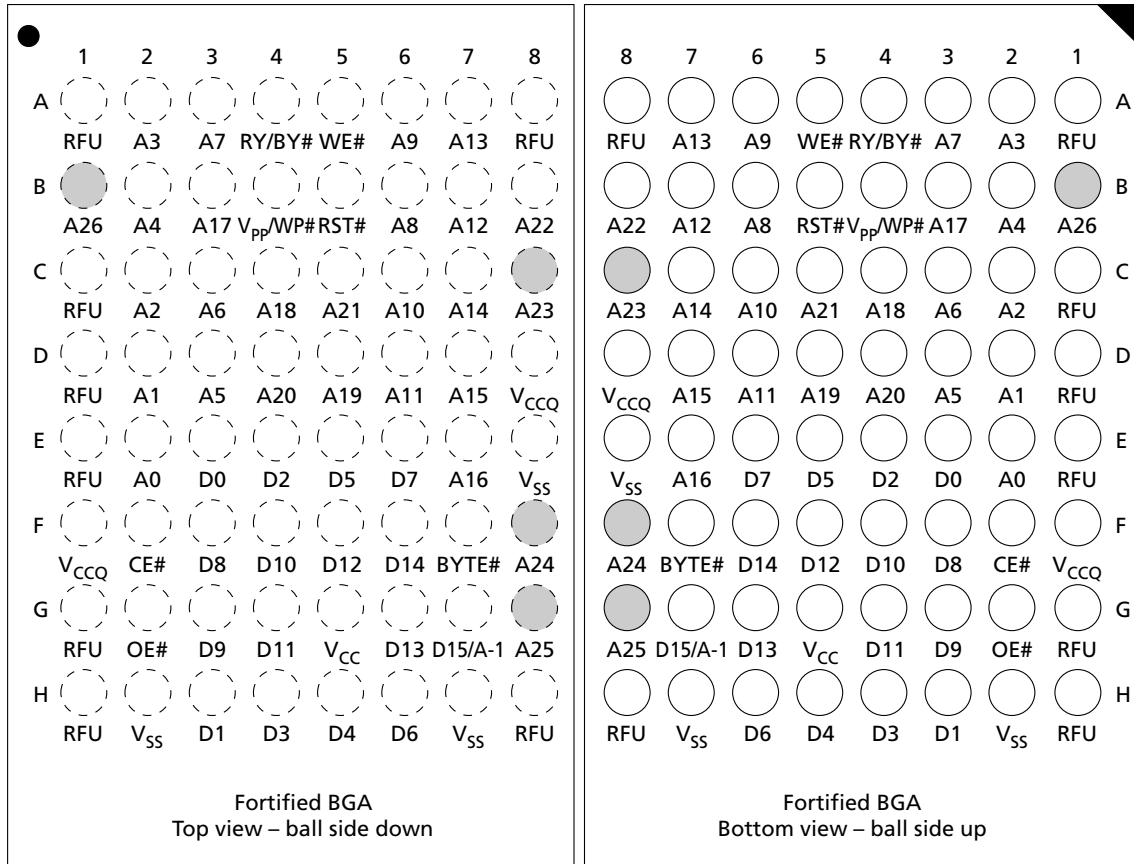 1 2 3 4 5 6 7 8
A
RFU A3 A7 RY/BY# WE# A9 A13 RFU
B
A26 A4 A17 VPP/WP# RST# A8 A12 A22
C
RFU A2 A6 A18 A21 A10 A14 A23
D
RFU A1 A5 A20 A19 A11 A15 VCCQ
E
RFU A0 D0 D2 D5 D7 A16 VSS
F
VCCQ CE# D8 D10 D12 D14 BYTE# A24
G
RFU OE# D9 D11 VCC D13 D15/A-1 A25
H
RFU VSS D1 D3 D4 D6 VSS RFU
Fortified BGA
Top view – ball side down
8 7 6 5 4 3 2 1
A
RFU A13 A9 WE# RY/BY# A7 A3 RFU
B
A22 A12 A8 RST# VPP/WP# A17 A4 A26
C
A23 A14 A10 A21 A18 A6 A2 RFU
D
VCCQ A15 A11 A19 A20 A5 A1 RFU
E
VSS A16 D7 D5 D2 D0 A0 RFU
F
A24 BYTE# D14 D12 D10 D8 CE# VCCQ
G
A25 D15/A-1 D13 VCC D11 D9 OE# RFU
H
RFU VSS D6 D4 D3 D1 VSS RFU
Fortified BGA
Bottom view – ball side up